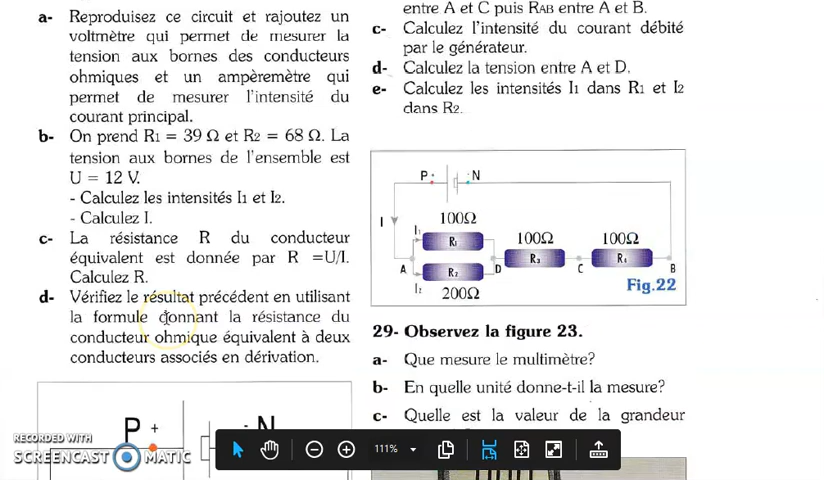 a- Reproduisez ce circuit et rajoutez un
voltmètre qui permet de mesurer la
tension aux bornes des conducteurs
ohmiques et un ampèremètre qui
permet de mesurer l'intensité du
courant principal.
b- On prend R1 = 39 Ω et R2 = 68 Ω. La
tension aux bornes de l'ensemble est
U = 12 V.
- Calculez les intensités I1 et I2.
- Calculez I.
c- La résistance R du conducteur
équivalent est donnée par R =U/I.
Calculez R.
d- Vérifiez le résultat précédent en utilisant
la formule donnant la résistance du
conducteur ohmique équivalent à deux
conducteurs associés en dérivation.
P + - N
entre A et C puis RAB entre A et B.
c- Calculez l'intensité du courant débité
par le générateur.
d- Calculez la tension entre A et D.
e- Calculez les intensités I1 dans R1 et I2
dans R2.
P + - N
I
I1 100Ω
R1
100Ω 100Ω
A D R3 C R4 B
R2
I2 200Ω
Fig.22
29- Observez la figure 23.
a- Que mesure le multimètre?
b- En quelle unité donne-t-il la mesure?
c- Quelle est la valeur de la grandeur
RECORDED WITH
SCREENCAST MATIC
111%